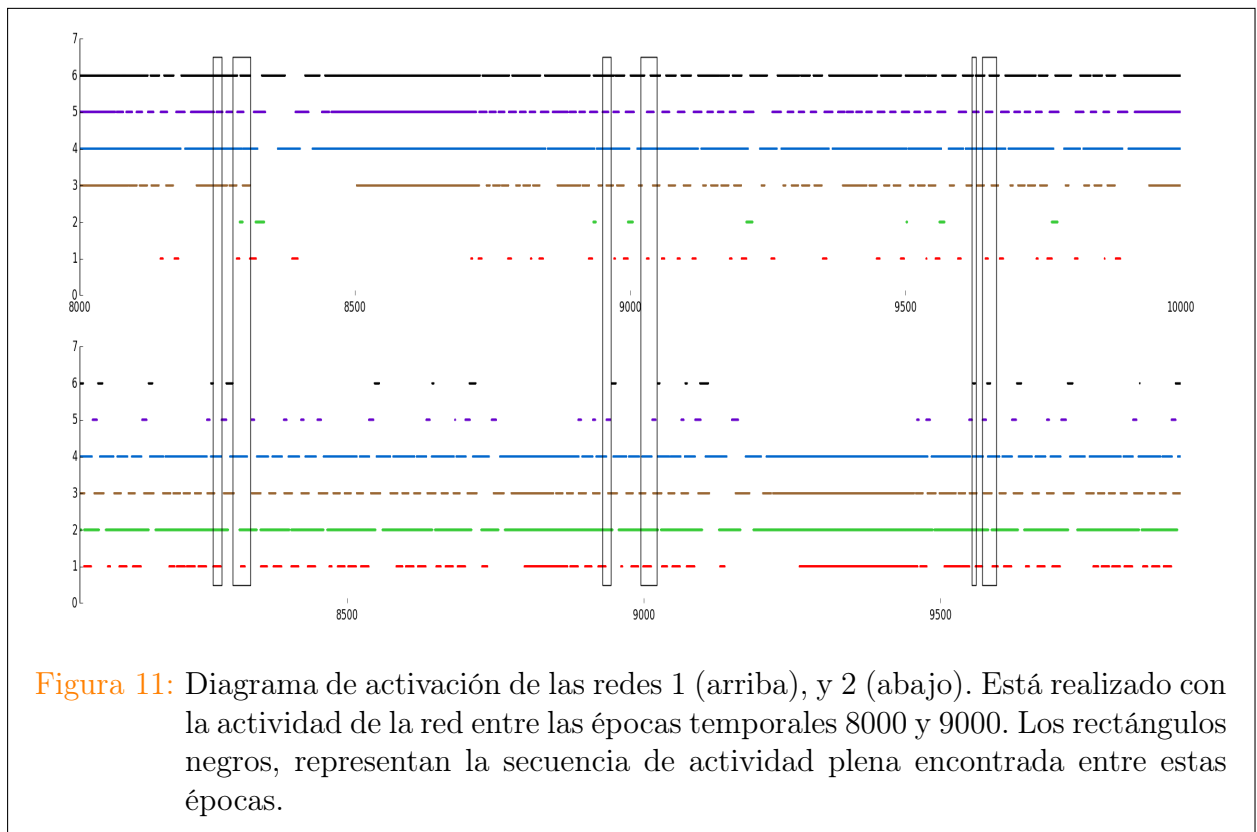 7
6
5
4
3
2
1
0
8000 8500 9000 9500 10000
7
6
5
4
3
2
1
0
8500 9000 9500
Figura 11: Diagrama de activación de las redes 1 (arriba), y 2 (abajo). Está realizado con
la actividad de la red entre las épocas temporales 8000 y 9000. Los rectángulos
negros, representan la secuencia de actividad plena encontrada entre estas
épocas.